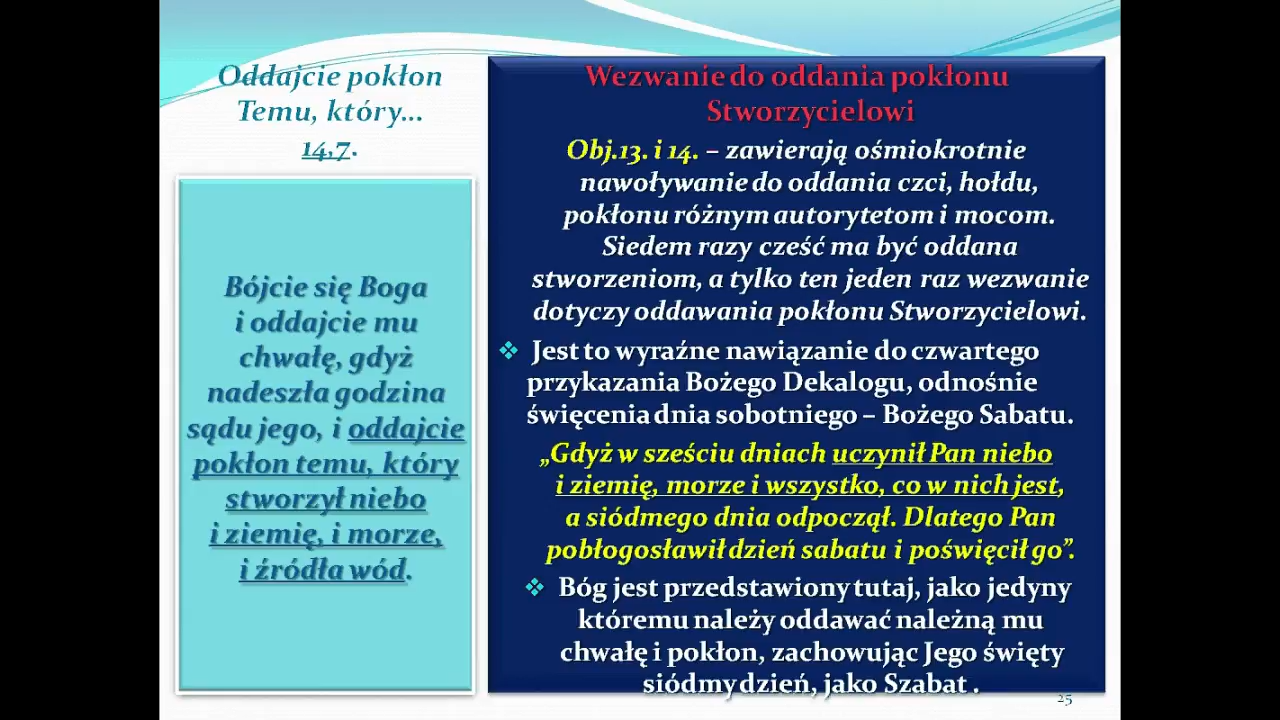 Oddajcie pokłon
Temu, który...
14,7.
Bójcie się Boga
i oddajcie mu
chwałę, gdyż
nadeszła godzina
sądu jego, i oddajcie
pokłon temu, który
stworzył niebo
i ziemię, i morze,
i źródła wód.
Wezwanie do oddania pokłonu
Stworzycielowi
Obj.13. i 14. – zawierają ośmiokrotnie
nawoływanie do oddania czci, hołdu,
pokłonu różnym autorytetom i mocom.
Siedem razy cześć ma być oddana
stworzeniom, a tylko ten jeden raz wezwanie
dotyczy oddawania pokłonu Stworzycielowi.
❖ Jest to wyraźne nawiązanie do czwartego
przykazania Bożego Dekalogu, odnośnie
święcenia dnia sobotniego – Bożego Sabatu.
„Gdyż w sześciu dniach uczynił Pan niebo
i ziemię, morze i wszystko, co w nich jest,
a siódmego dnia odpoczął. Dlatego Pan
pobłogosławił dzień sabatu i poświęcił go”.
❖ Bóg jest przedstawiony tutaj, jako jedyny
któremu należy oddawać należną mu
chwałę i pokłon, zachowując Jego święty
siódmy dzień, jako Szabat .
25